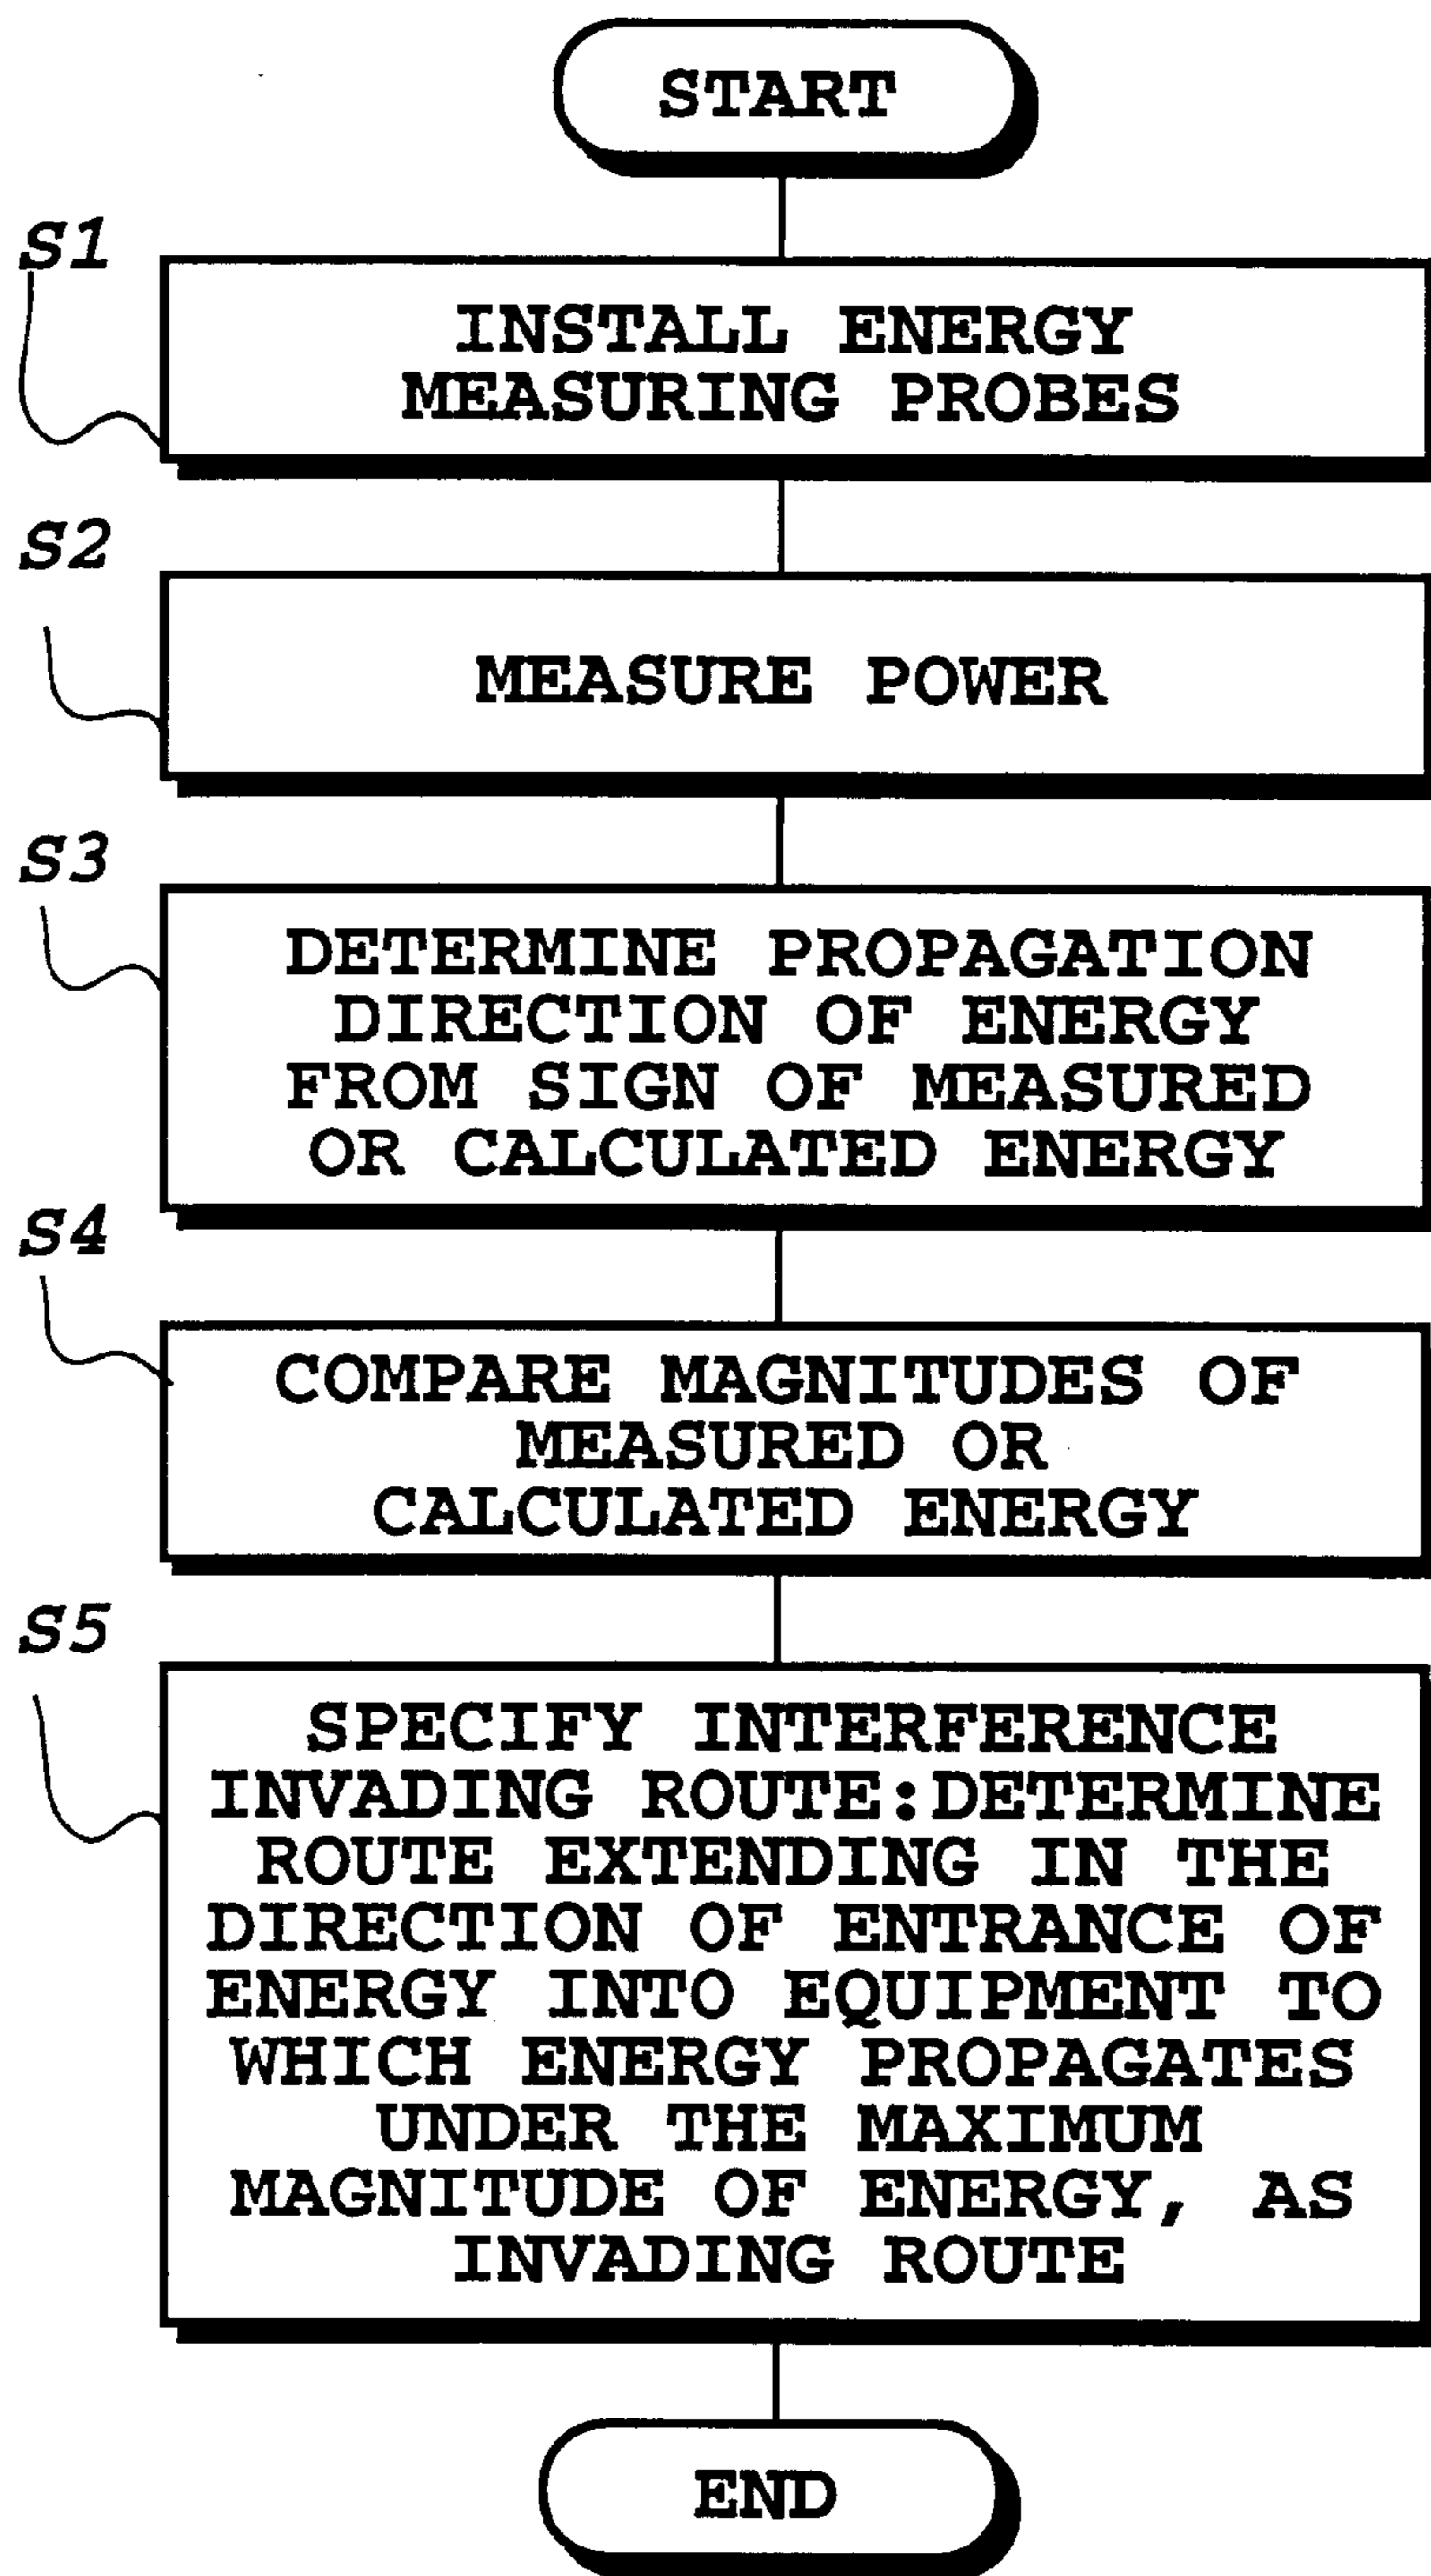 START
S1
INSTALL ENERGY
MEASURING PROBES
S2
MEASURE POWER
S3
DETERMINE PROPAGATION
DIRECTION OF ENERGY
FROM SIGN OF MEASURED
OR CALCULATED ENERGY
S4
COMPARE MAGNITUDES OF
MEASURED OR
CALCULATED ENERGY
S5
SPECIFY INTERFERENCE
INVADING ROUTE:DETERMINE
ROUTE EXTENDING IN THE
DIRECTION OF ENTRANCE OF
ENERGY INTO EQUIPMENT TO
WHICH ENERGY PROPAGATES
UNDER THE MAXIMUM
MAGNITUDE OF ENERGY, AS
INVADING ROUTE
END